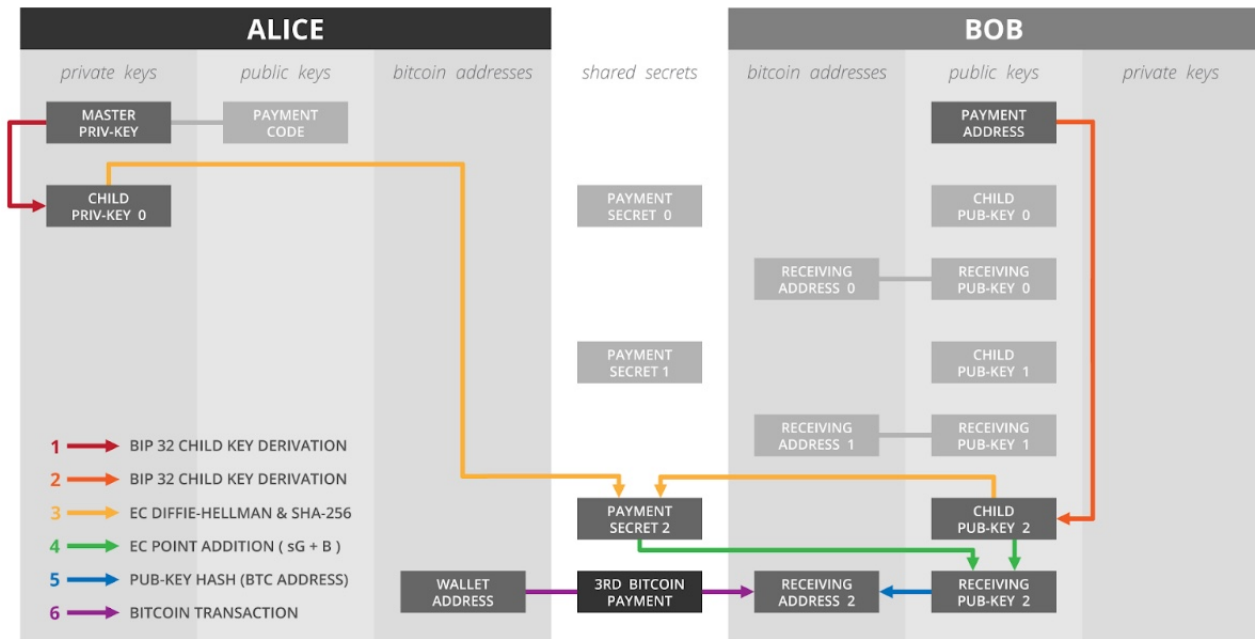 ALICE
BOB
private keys
public keys
bitcoin addresses
shared secrets
bitcoin addresses
public keys
private keys
MASTER
PRIV-KEY
PAYMENT
CODE
PAYMENT
ADDRESS
CHILD
PRIV-KEY 0
PAYMENT
SECRET 0
CHILD
PUB-KEY 0
RECEIVING
ADDRESS 0
RECEIVING
PUB-KEY 0
PAYMENT
SECRET 1
CHILD
PUB-KEY 1
RECEIVING
ADDRESS 1
RECEIVING
PUB-KEY 1
1 BIP 32 CHILD KEY DERIVATION
2 BIP 32 CHILD KEY DERIVATION
3 EC DIFFIE-HELLMAN & SHA-256
4 EC POINT ADDITION ( sG + B )
5 PUB-KEY HASH (BTC ADDRESS)
6 BITCOIN TRANSACTION
PAYMENT
SECRET 2
CHILD
PUB-KEY 2
WALLET
ADDRESS
3RD BITCOIN
PAYMENT
RECEIVING
ADDRESS 2
RECEIVING
PUB-KEY 2